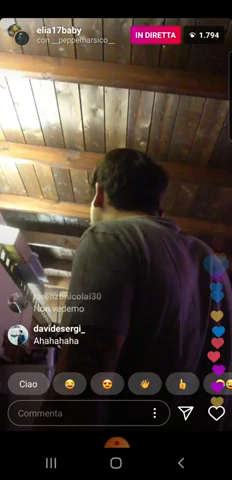 elia17baby
con __peppemarsico__
IN DIRETTA
1.794
Non vedemo
davidesergi_
Ahahahaha
Ciao
Commenta